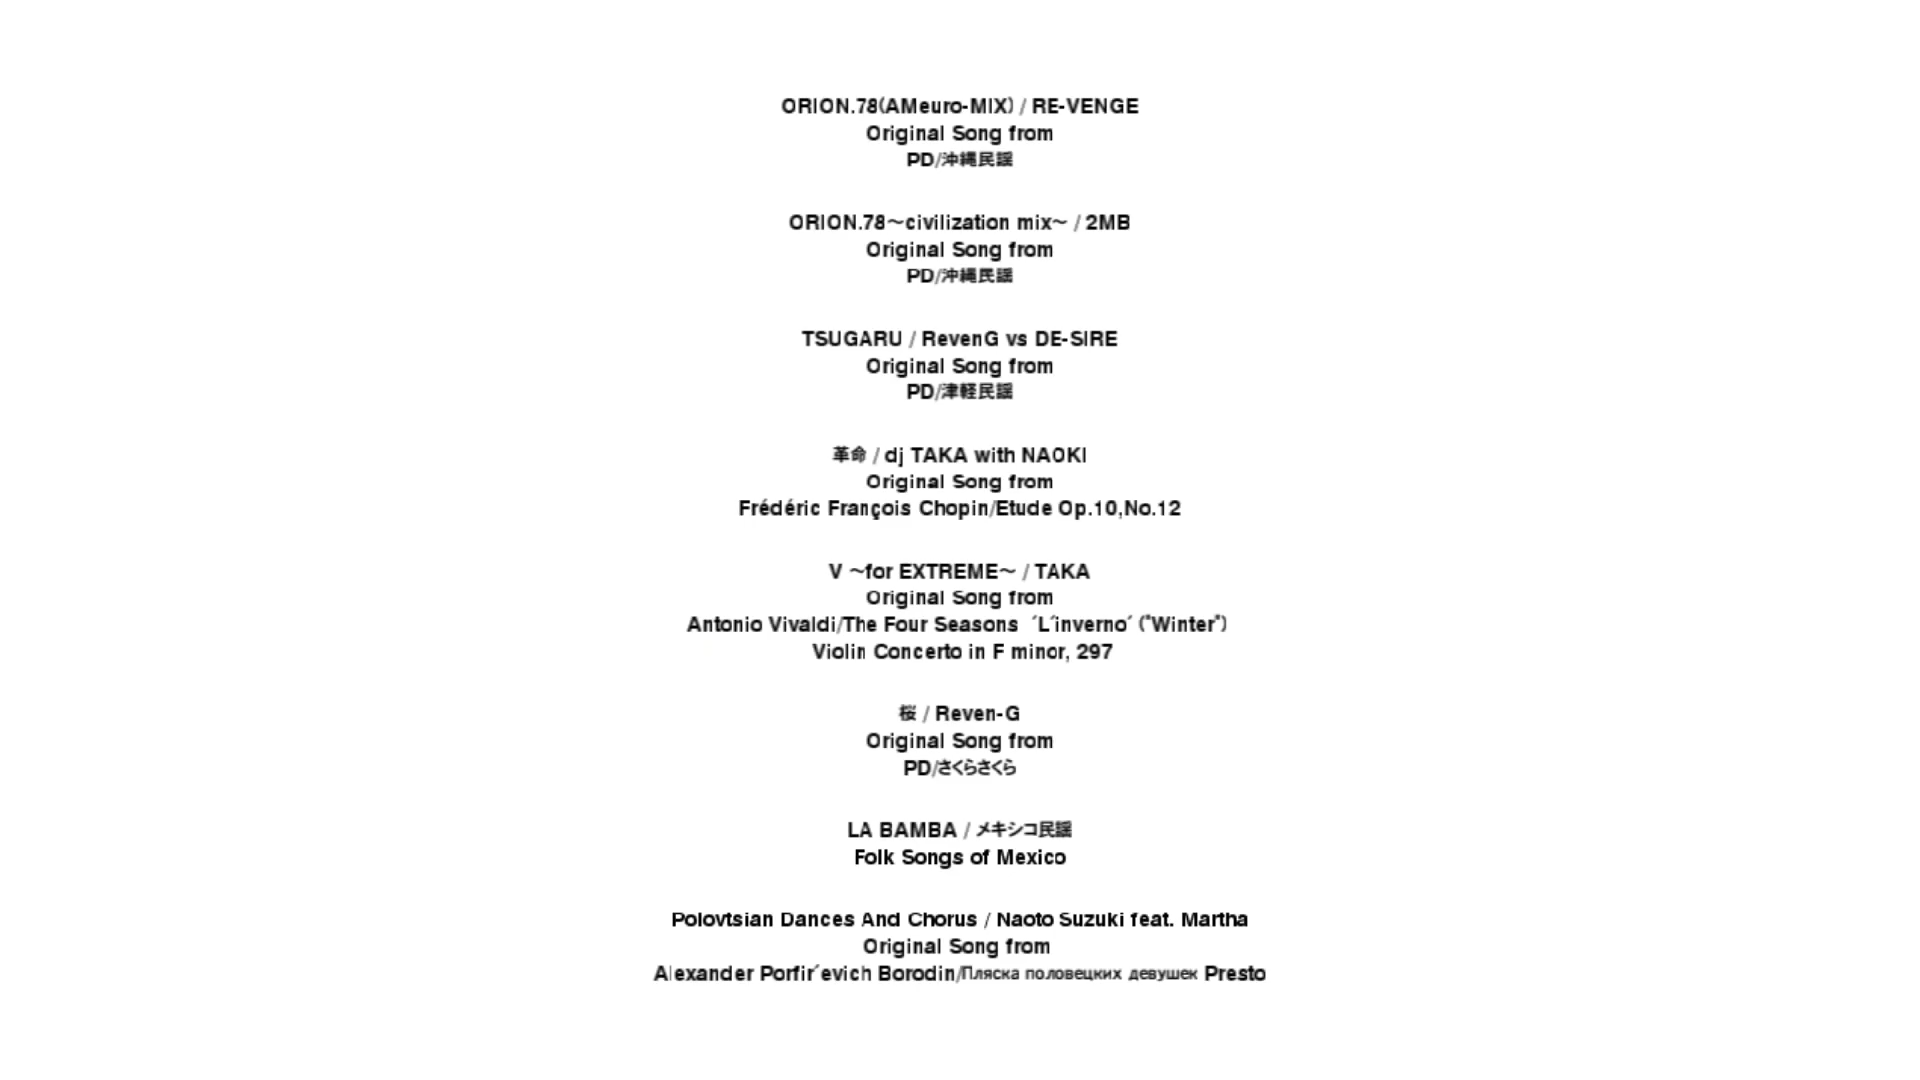 ORION.78(AMeuro-MIX) / RE-VENGE
Original Song from
PD/沖縄民謡
ORION.78～civilization mix～ / 2MB
Original Song from
PD/沖縄民謡
TSUGARU / RevenG vs DE-SIRE
Original Song from
PD/津軽民謡
革命 / dj TAKA with NAOKI
Original Song from
Frédéric François Chopin/Etude Op.10,No.12
V ～for EXTREME～ / TAKA
Original Song from
Antonio Vivaldi/The Four Seasons ´L´inverno´ ("Winter")
Violin Concerto in F minor, 297
桜 / Reven-G
Original Song from
PD/さくらさくら
LA BAMBA / メキシコ民謡
Folk Songs of Mexico
Polovtsian Dances And Chorus / Naoto Suzuki feat. Martha
Original Song from
Alexander Porfir´evich Borodin/Пляска половецких девушек Presto